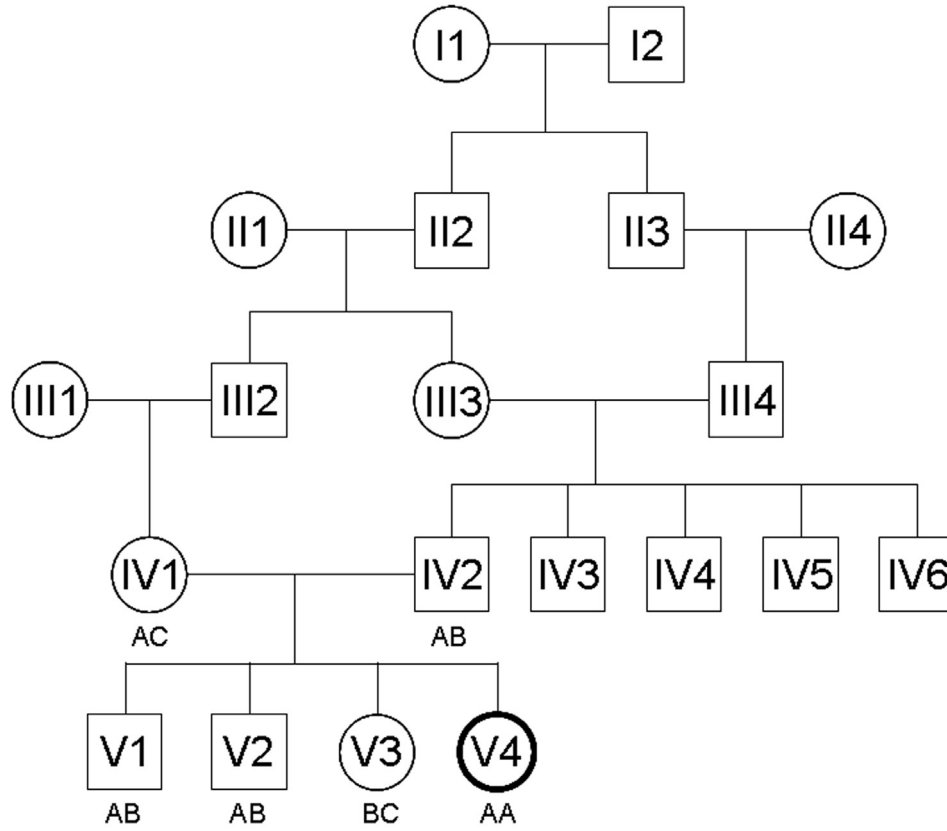 I1 I2
II1 II2 II3 II4
III1 III2 III3 III4
IV1 IV2 IV3 IV4 IV5 IV6
AC AB
V1 V2 V3 V4
AB AB BC AA